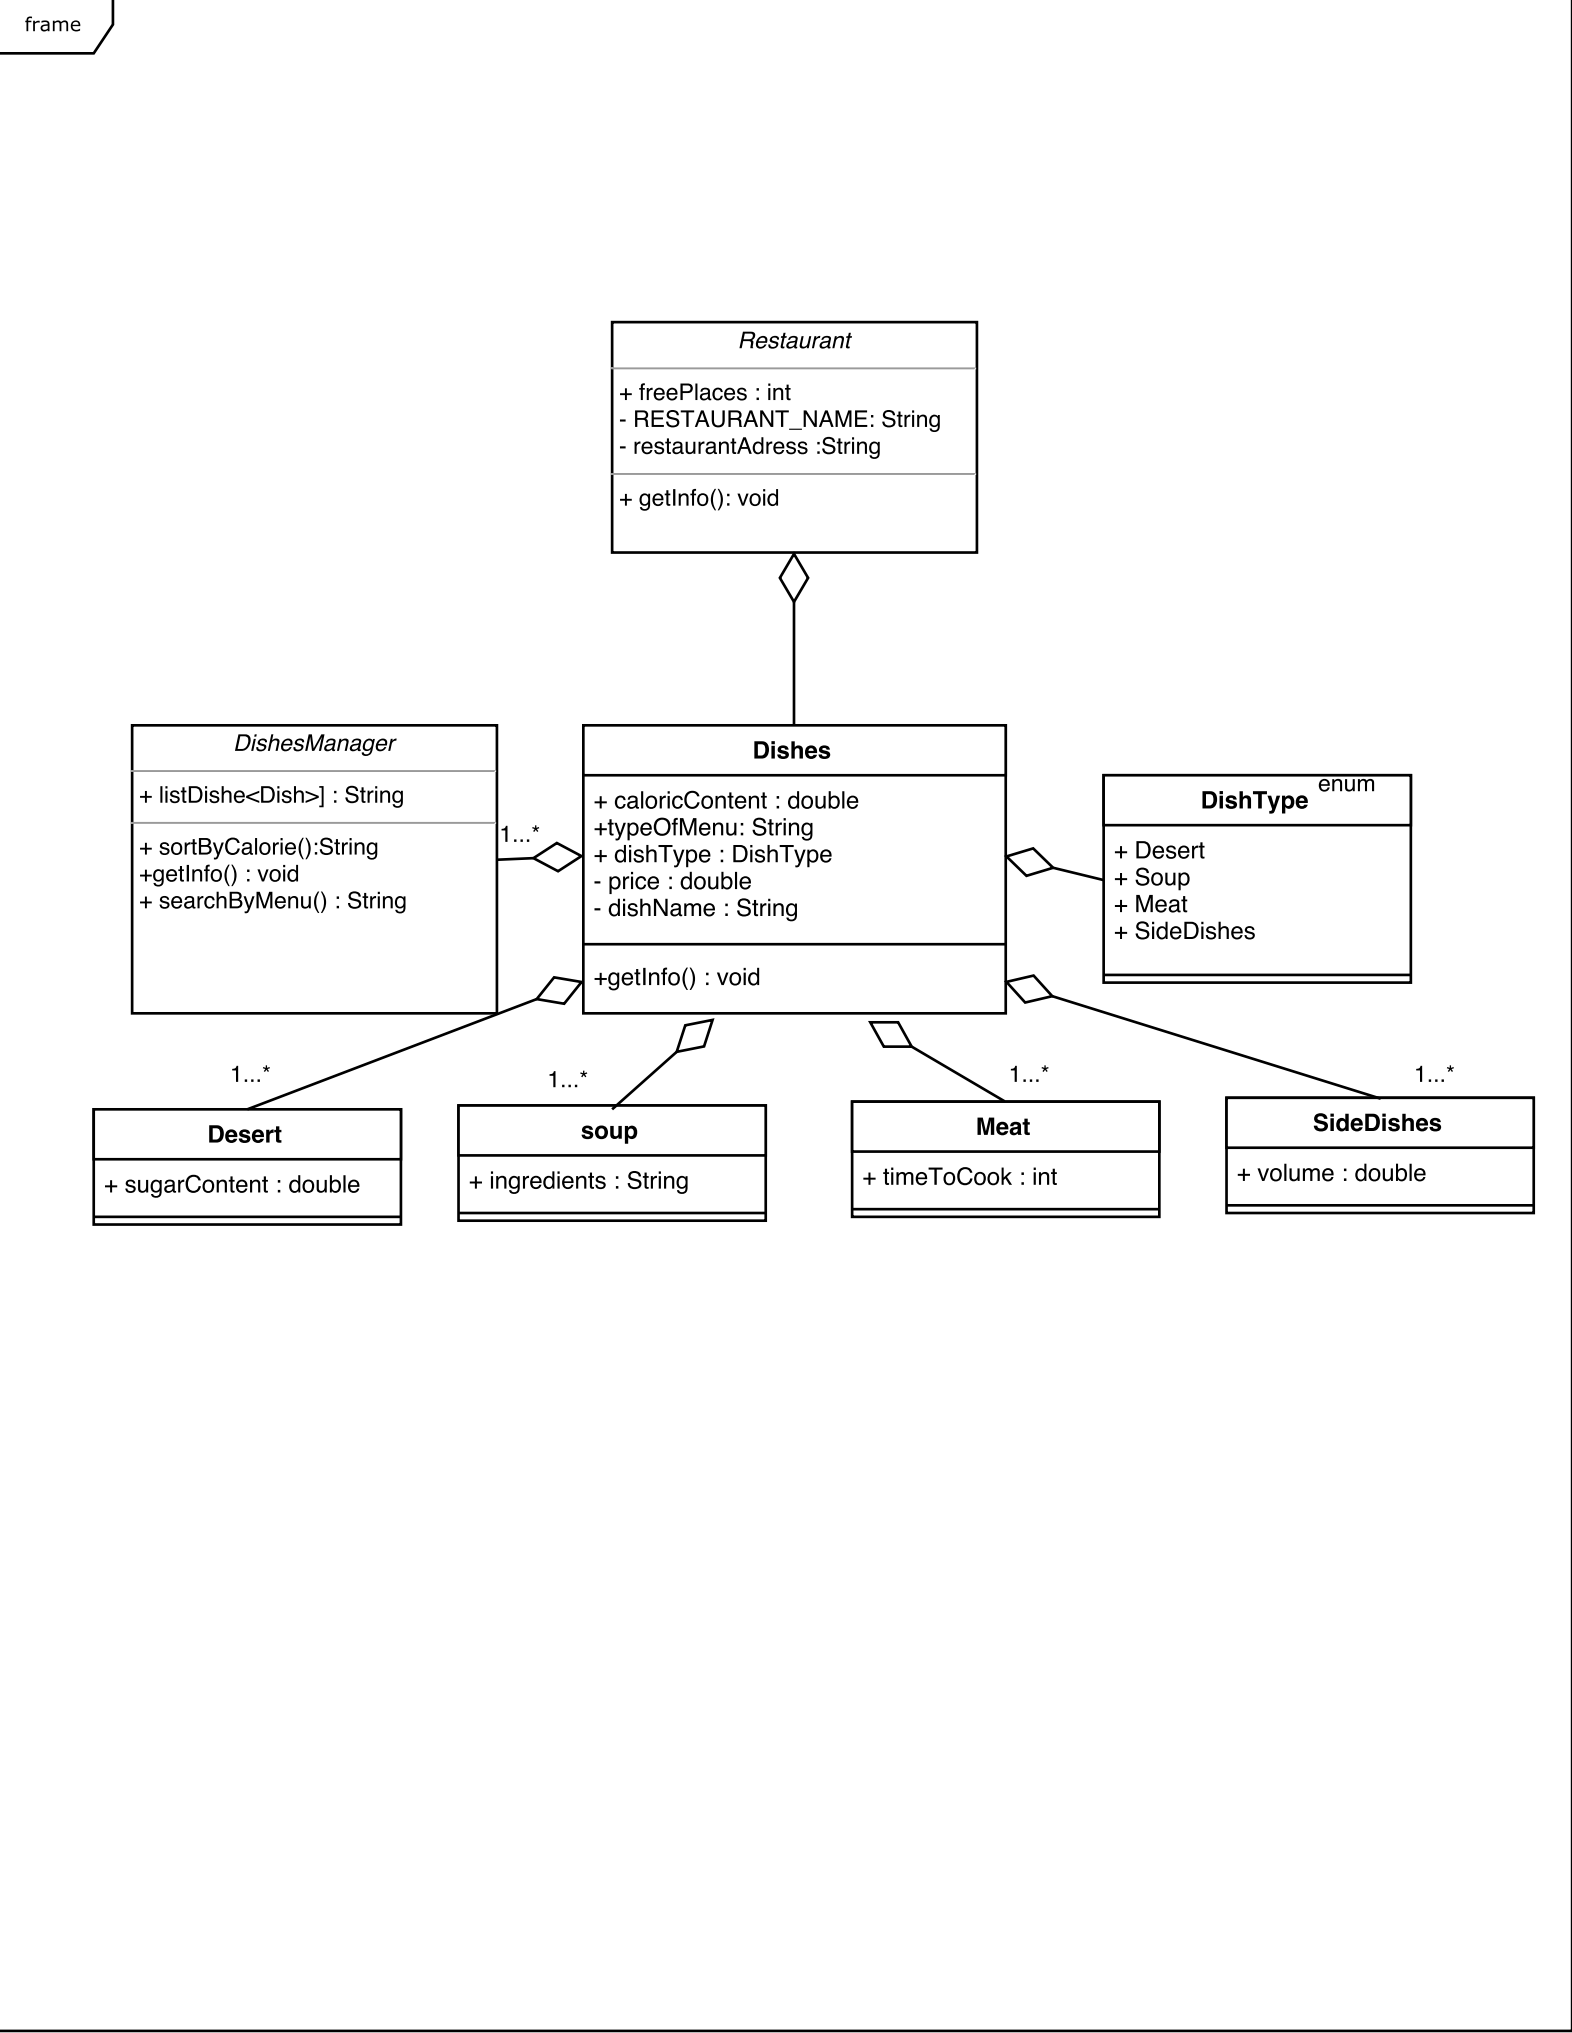 frame
Restaurant
+ freePlaces : int
- RESTAURANT_NAME: String
- restaurantAdress :String
+ getInfo(): void
DishesManager
+ listDishe<Dish>] : String
+ sortByCalorie():String
+getInfo() : void
+ searchByMenu() : String
1...*
Dishes
+ caloricContent : double
+typeOfMenu: String
+ dishType : DishType
- price : double
- dishName : String
+getInfo() : void
enum
DishType
+ Desert
+ Soup
+ Meat
+ SideDishes
1...*
Desert
+ sugarContent : double
1...*
soup
+ ingredients : String
1...*
Meat
+ timeToCook : int
1...*
SideDishes
+ volume : double